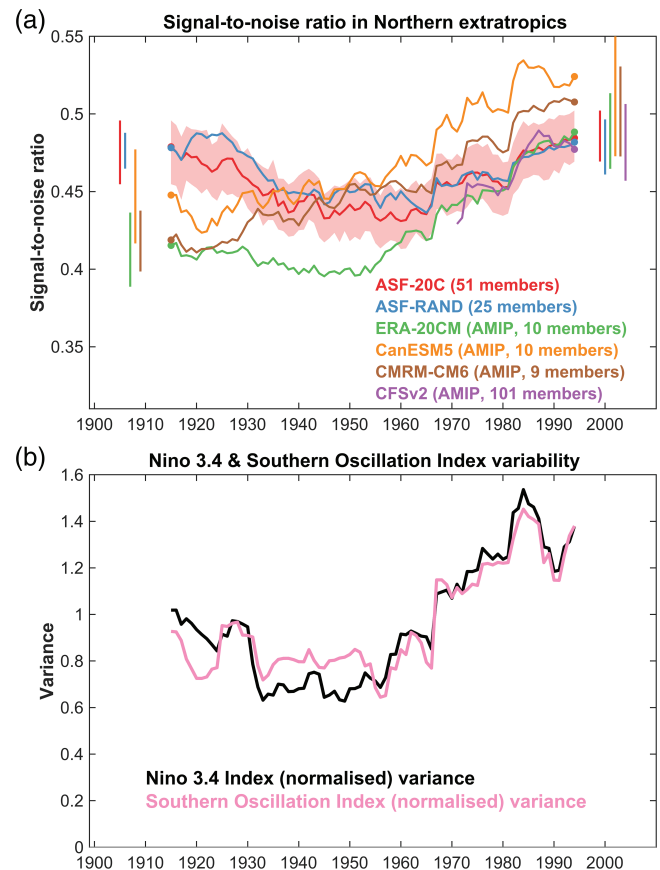 (a)
Signal-to-noise ratio in Northern extratropics
0.55
0.5
0.45
0.4
0.35
Signal-to-noise ratio
ASF-20C (51 members)
ASF-RAND (25 members)
ERA-20CM (AMIP, 10 members)
CanESM5 (AMIP, 10 members)
CMRM-CM6 (AMIP, 9 members)
CFSv2 (AMIP, 101 members)
1900 1910 1920 1930 1940 1950 1960 1970 1980 1990 2000
(b)
Nino 3.4 & Southern Oscillation Index variability
1.6
1.4
1.2
1
0.8
0.6
0.4
0.2
0
Variance
Nino 3.4 Index (normalised) variance
Southern Oscillation Index (normalised) variance
1900 1910 1920 1930 1940 1950 1960 1970 1980 1990 2000